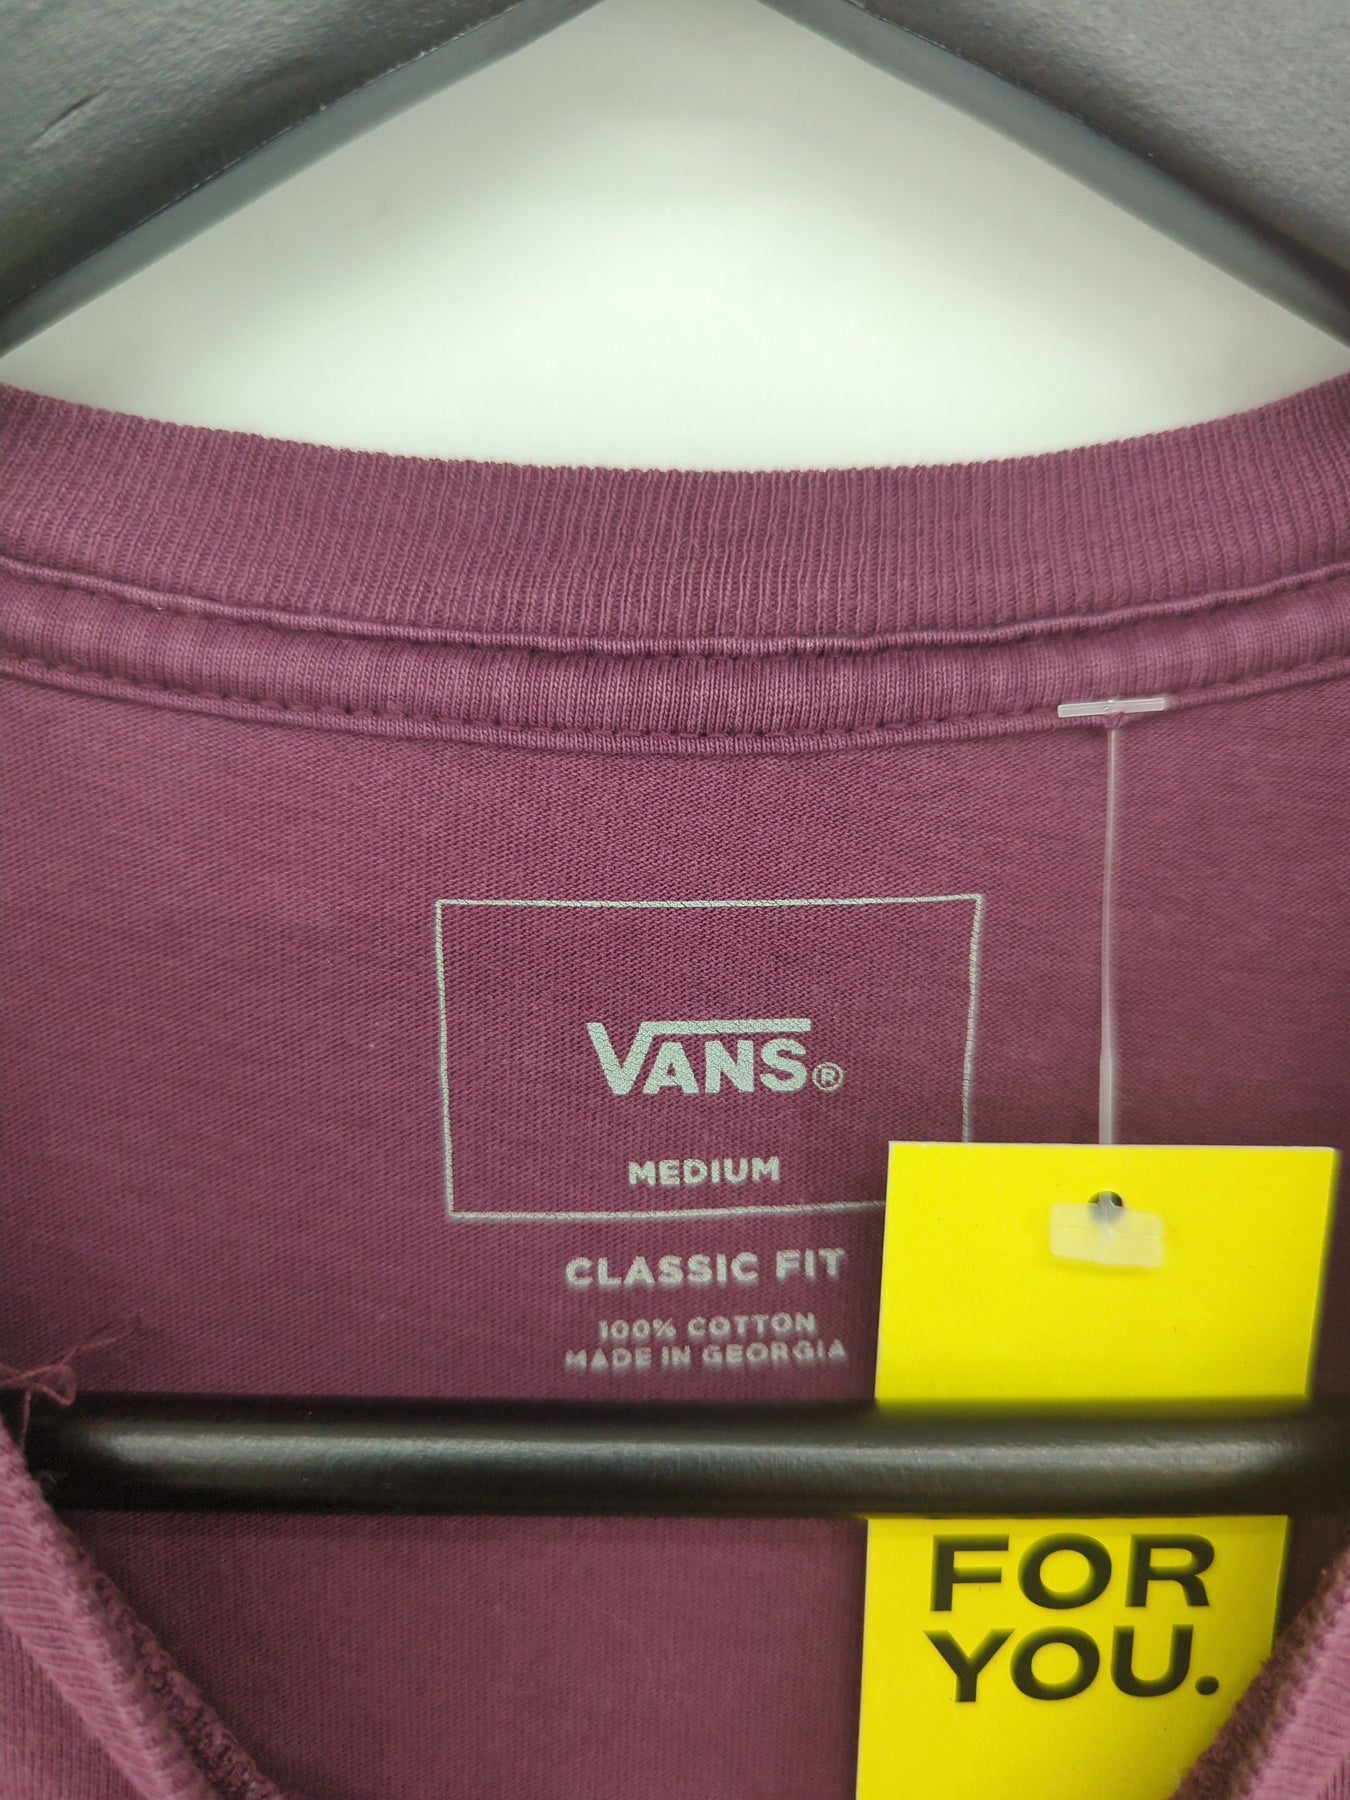 VANS®
MEDIUM
CLASSIC FIT
100% COTTON
MADE IN GEORGIA
FOR
YOU.